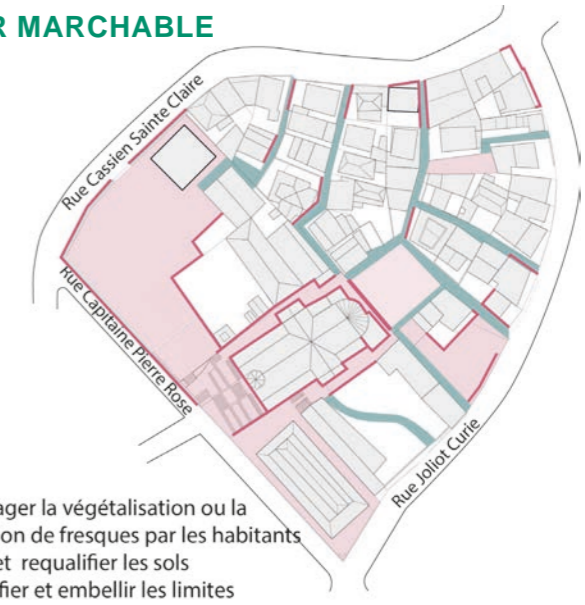 R MARCHABLE
Rue Cassien Sainte Claire
Rue Capitaine Pierre Rose
Rue Joliot Curie
ager la végétalisation ou la
on de fresques par les habitants
et requalifier les sols
fier et embellir les limites